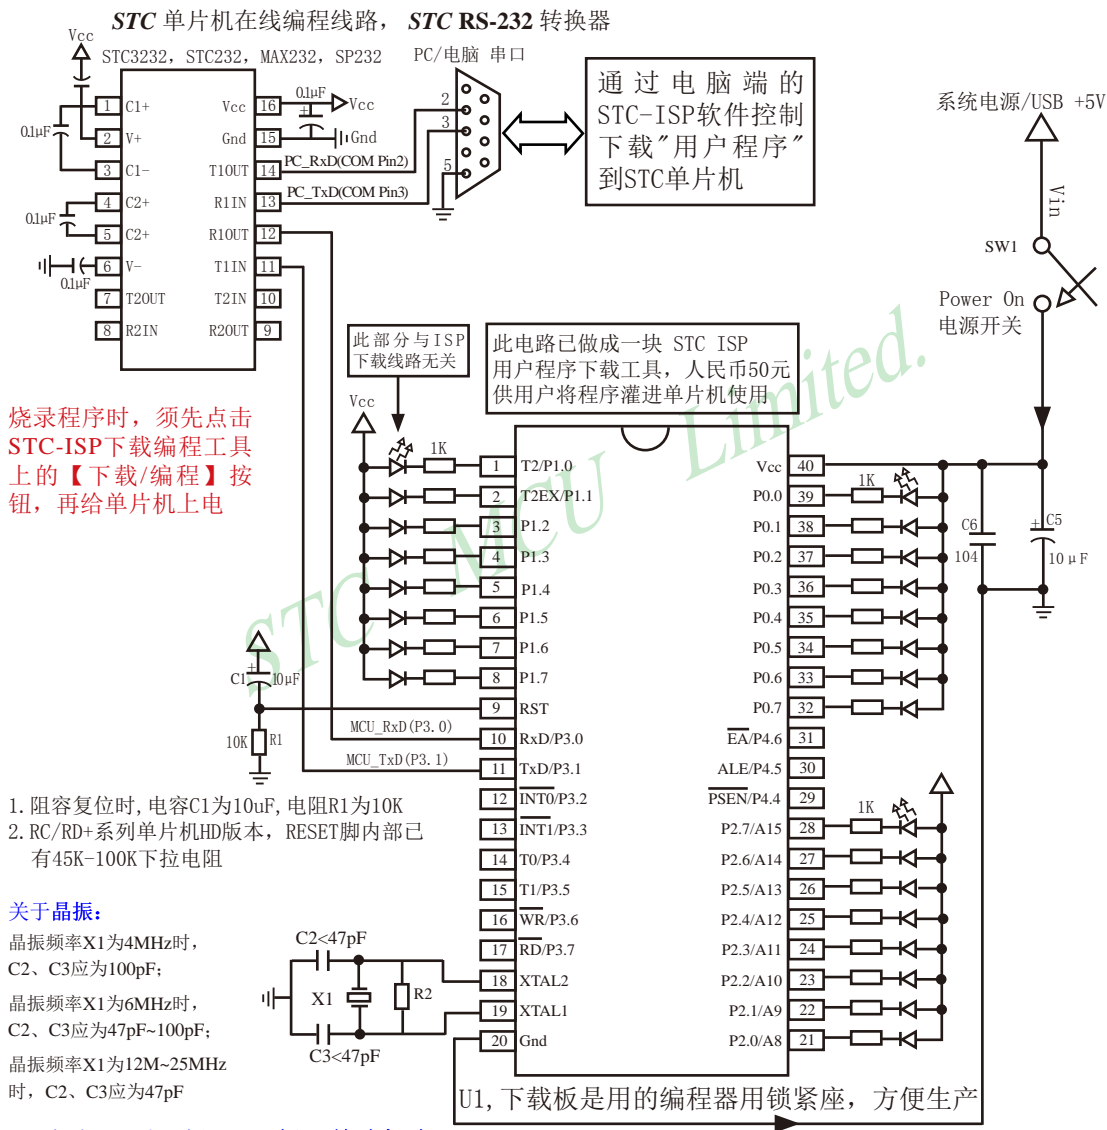 STC 单片机在线编程线路， STC RS-232 转换器
Vcc
STC3232, STC232, MAX232, SP232
PC/电脑 串口
1 C1+
2 V+
3 C1-
4 C2+
5 C2+
6 V-
7 T2OUT
8 R2IN
Vcc 16
Gnd 15
T1OUT 14
R1IN 13
R1OUT 12
T1IN 11
T2IN 10
R2OUT 9
0.1μF
0.1μF
0.1μF
0.1μF
+
Vcc
Gnd
PC_RxD(COM Pin2)
PC_TxD(COM Pin3)
2
3
5
通过电脑端的
STC-ISP软件控制
下载"用户程序"
到STC单片机
系统电源/USB +5V
Vin
SW1
Power On
电源开关
此部分与ISP
下载线路无关
此电路已做成一块 STC ISP
用户程序下载工具，人民币50元
供用户将程序灌进单片机使用
烧录程序时，须先点击
STC-ISP下载编程工具
上的【下载/编程】按
钮，再给单片机上电
Vcc
1K
1 T2/P1.0
2 T2EX/P1.1
3 P1.2
4 P1.3
5 P1.4
6 P1.5
7 P1.6
8 P1.7
9 RST
10 RxD/P3.0
11 TxD/P3.1
12 INT0/P3.2
13 INT1/P3.3
14 T0/P3.4
15 T1/P3.5
16 WR/P3.6
17 RD/P3.7
18 XTAL2
19 XTAL1
20 Gnd
Vcc 40
P0.0 39
P0.1 38
P0.2 37
P0.3 36
P0.4 35
P0.5 34
P0.6 33
P0.7 32
EA/P4.6 31
ALE/P4.5 30
PSEN/P4.4 29
P2.7/A15 28
P2.6/A14 27
P2.5/A13 26
P2.4/A12 25
P2.3/A11 24
P2.2/A10 23
P2.1/A9 22
P2.0/A8 21
1K
1K
C6
104
+
C5
10μF
+
C1
10μF
10K
R1
MCU_RxD(P3.0)
MCU_TxD(P3.1)
1.阻容复位时,电容C1为10uF,电阻R1为10K
2.RC/RD+系列单片机HD版本，RESET脚内部已
有45K-100K下拉电阻
关于晶振：
晶振频率X1为4MHz时，
C2、C3应为100pF；
晶振频率X1为6MHz时，
C2、C3应为47pF~100pF；
晶振频率X1为12M~25MHz
时，C2、C3应为47pF
C2<47pF
X1
R2
C3<47pF
U1,下载板是用的编程器用锁紧座，方便生产
STC MCU Limited.